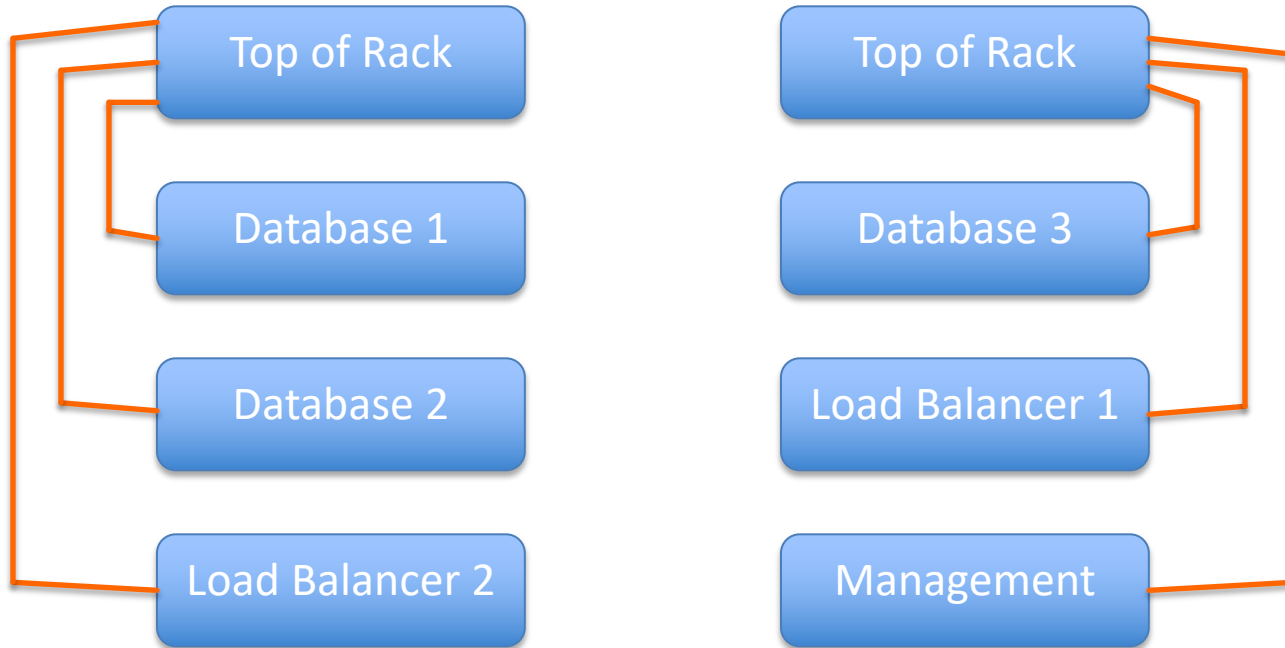 Top of Rack
Database 1
Database 2
Load Balancer 2
Top of Rack
Database 3
Load Balancer 1
Management